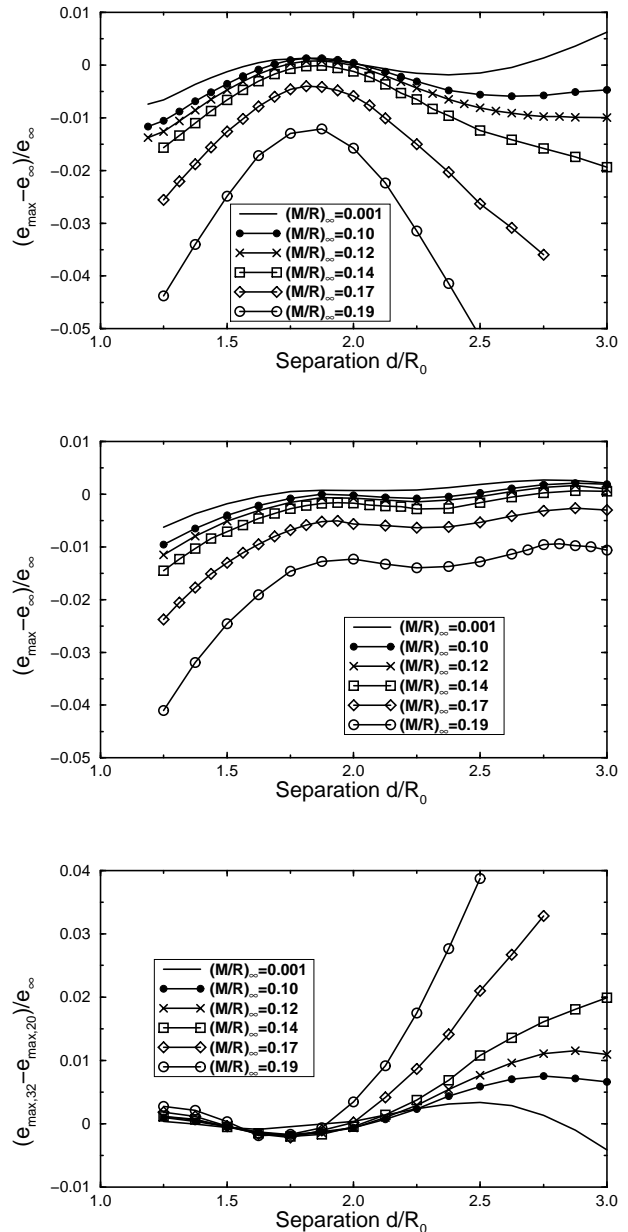 0.01
0
−0.01
−0.02
−0.03
−0.04
−0.05
(e_max −e_∞)/e_∞
(M/R)_∞=0.001
(M/R)_∞=0.10
(M/R)_∞=0.12
(M/R)_∞=0.14
(M/R)_∞=0.17
(M/R)_∞=0.19
1.0 1.5 2.0 2.5 3.0
Separation d/R_0
0.01
0
−0.01
−0.02
−0.03
−0.04
−0.05
(e_max −e_∞)/e_∞
(M/R)_∞=0.001
(M/R)_∞=0.10
(M/R)_∞=0.12
(M/R)_∞=0.14
(M/R)_∞=0.17
(M/R)_∞=0.19
1.0 1.5 2.0 2.5 3.0
Separation d/R_0
0.04
0.03
0.02
0.01
0
−0.01
(e_max,32−e_max,20)/e_∞
(M/R)_∞=0.001
(M/R)_∞=0.10
(M/R)_∞=0.12
(M/R)_∞=0.14
(M/R)_∞=0.17
(M/R)_∞=0.19
1.0 1.5 2.0 2.5 3.0
Separation d/R_0